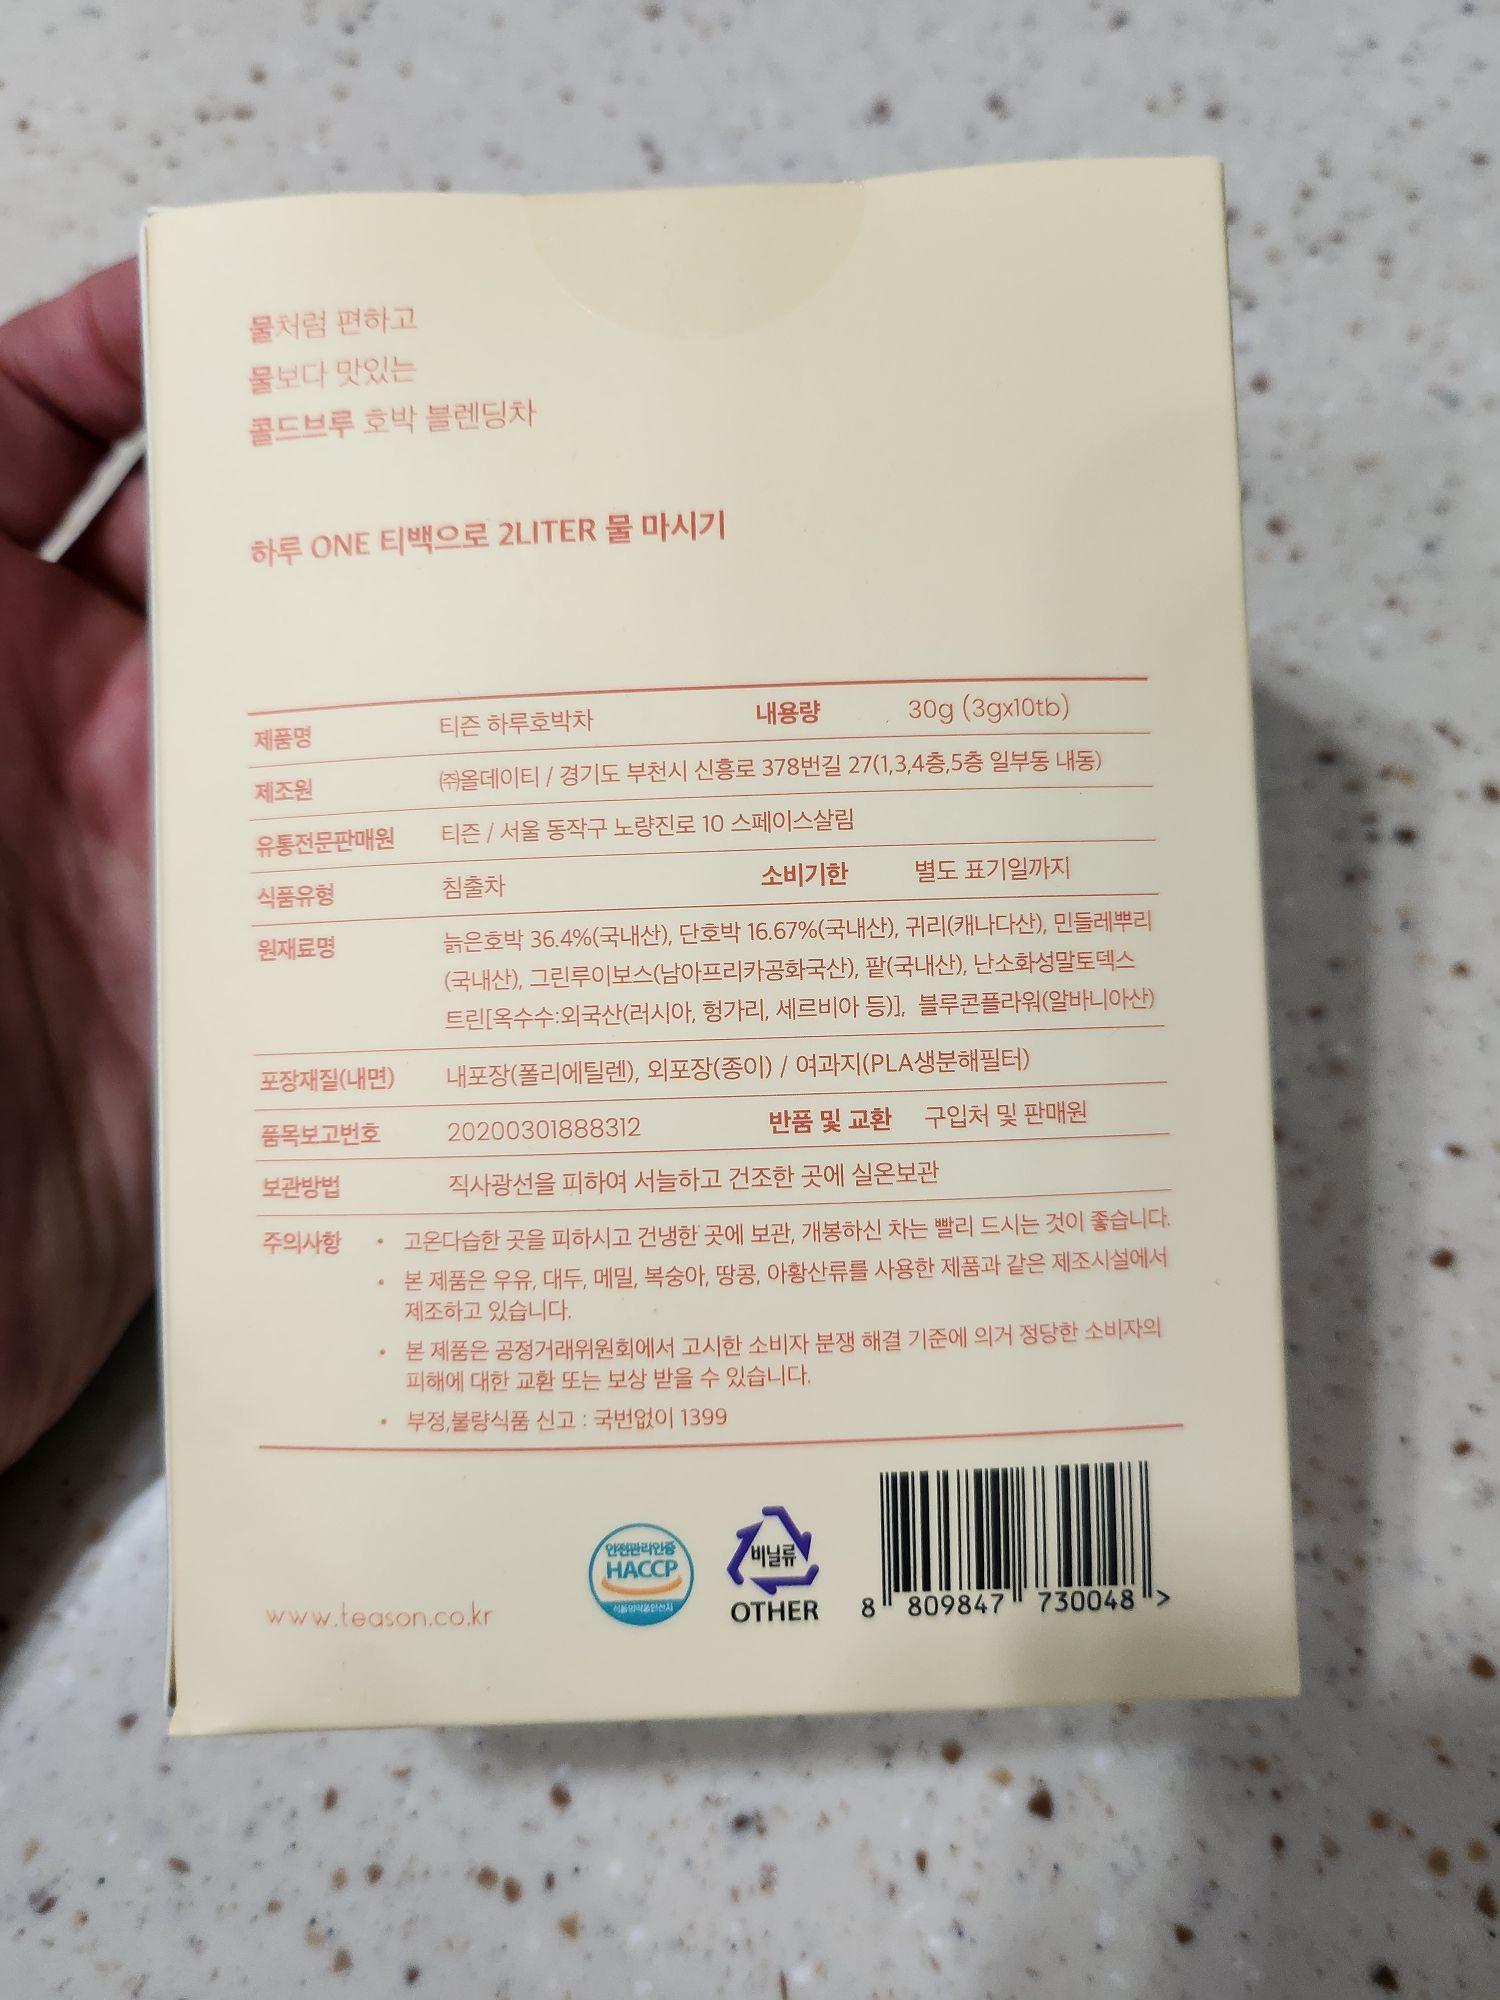 물처럼 편하고
물보다 맛있는
콜드브루 호박 블렌딩차
하루 ONE 티백으로 2LITER 물 마시기
제품명 티즌 하루호박차 내용량 30g (3gx10tb)
제조원 ㈜올데이티 / 경기도 부천시 신흥로 378번길 27(1,3,4층,5층 일부동 내동)
유통전문판매원 티즌 / 서울 동작구 노량진로 10 스페이스살림
식품유형 침출차 소비기한 별도 표기일까지
원재료명 늙은호박 36.4%(국내산), 단호박 16.67%(국내산), 귀리(캐나다산), 민들레뿌리
(국내산), 그린루이보스(남아프리카공화국산), 팥(국내산), 난소화성말토덱스
트린[옥수수:외국산(러시아, 헝가리, 세르비아 등)], 블루콘플라워(알바니아산)
포장재질(내면) 내포장(폴리에틸렌), 외포장(종이) / 여과지(PLA생분해필터)
품목보고번호 20200301888312 반품 및 교환 구입처 및 판매원
보관방법 직사광선을 피하여 서늘하고 건조한 곳에 실온보관
주의사항 • 고온다습한 곳을 피하시고 건냉한 곳에 보관, 개봉하신 차는 빨리 드시는 것이 좋습니다.
• 본 제품은 우유, 대두, 메밀, 복숭아, 땅콩, 아황산류를 사용한 제품과 같은 제조시설에서
제조하고 있습니다.
• 본 제품은 공정거래위원회에서 고시한 소비자 분쟁 해결 기준에 의거 정당한 소비자의
피해에 대한 교환 또는 보상 받을 수 있습니다.
• 부정,불량식품 신고 : 국번없이 1399
안전관리인증
HACCP
식품의약품안전처
비닐류
OTHER
www.teason.co.kr
8 809847 730048 >